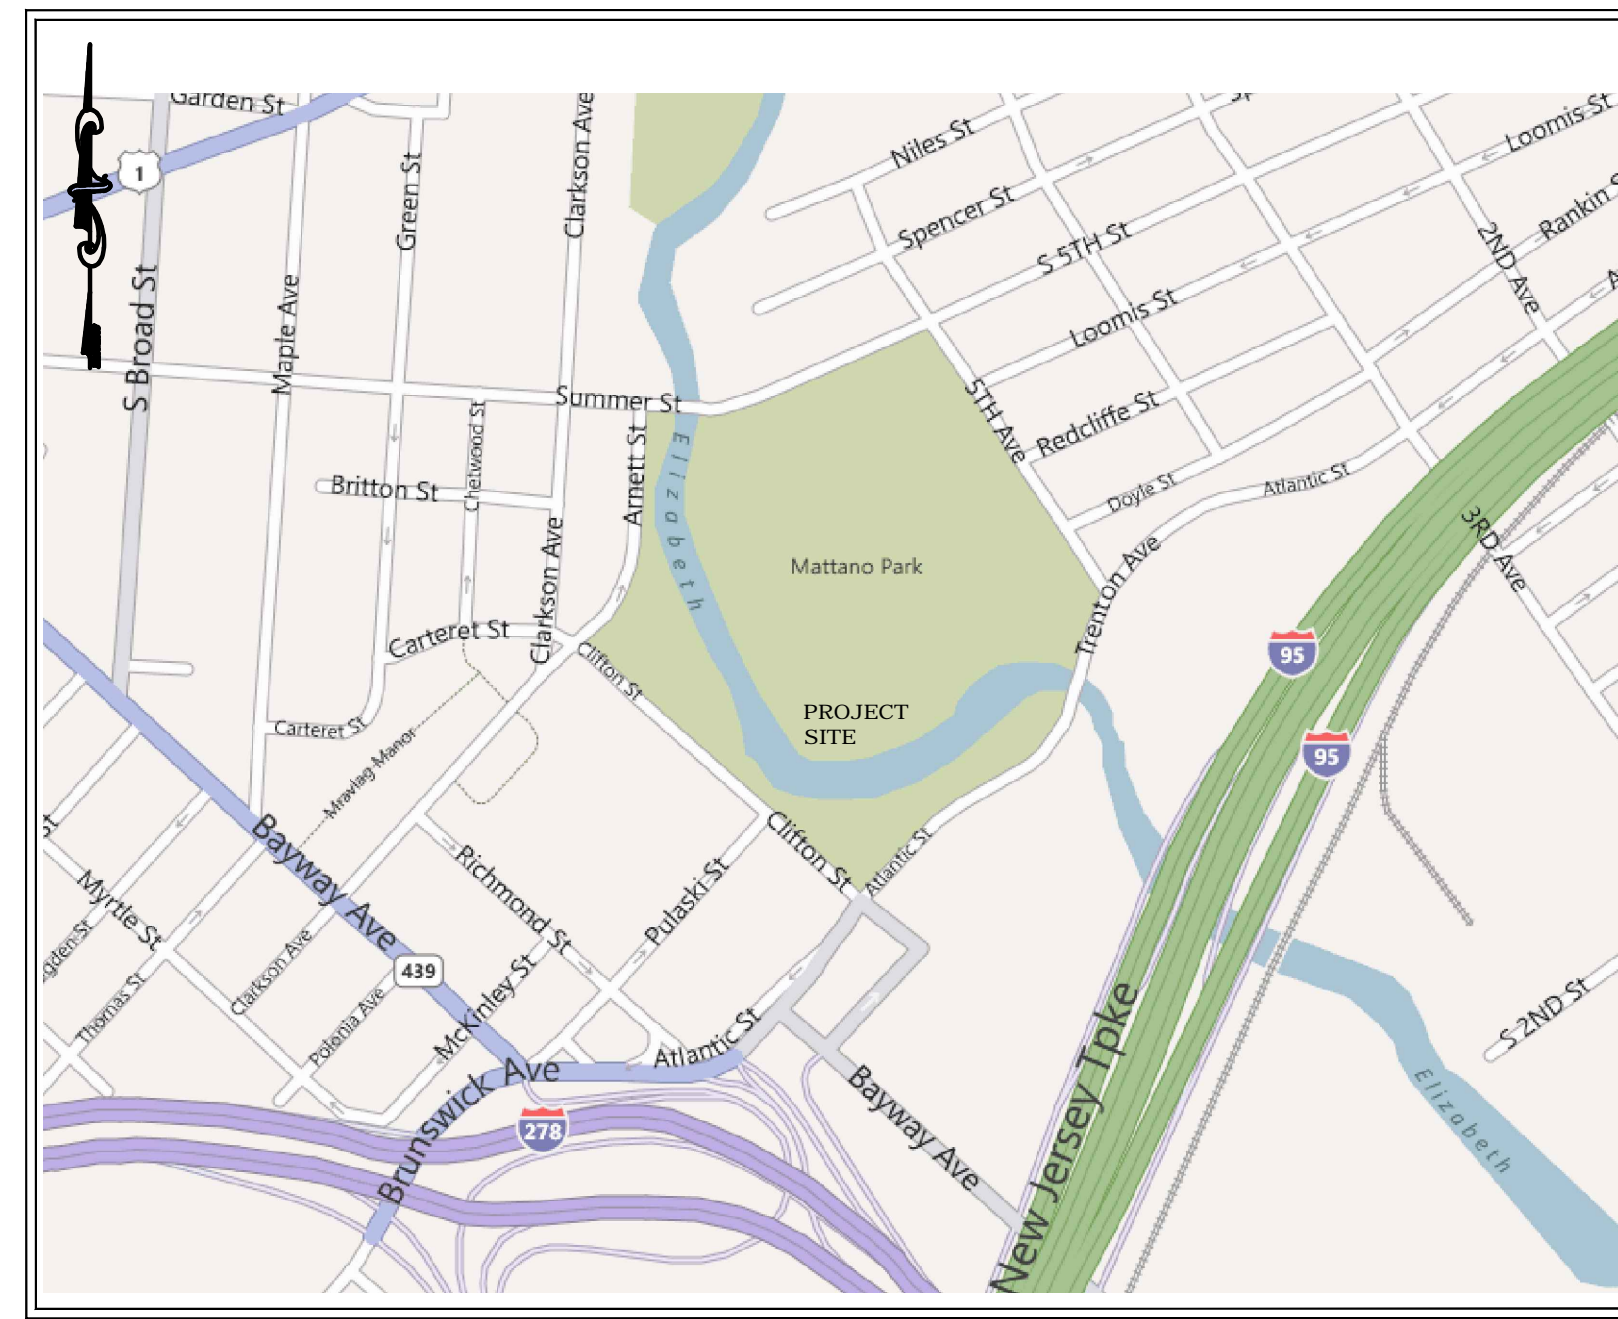 Garden St
1
Green St
Clarkson Ave
Niles St
Loomis St
Spencer St
S 5TH St
2ND Ave
Rankin S
S Broad St
Maple Ave
Loomis St
Summer St
Chetwood St
Arnett St
5TH Ave
Redcliffe St
Britton St
Elizabeth
Doyle St
Atlantic St
3RD Ave
Clarkson Ave
Mattano Park
Trenton Ave
95
Carteret St
Clifton St
PROJECT
SITE
Carteret St
95
Mravlag Manor
St
Bayway Ave
Clifton St
Atlantic St
Richmond St
Pulaski St
Myrtle St
gden St
Clarkson Ave
439
Thomas St
Polonia Ave
McKinley St
Atlantic St
S 2ND St
Brunswick Ave
New Jersey Tpke
Bayway Ave
Elizabeth
278